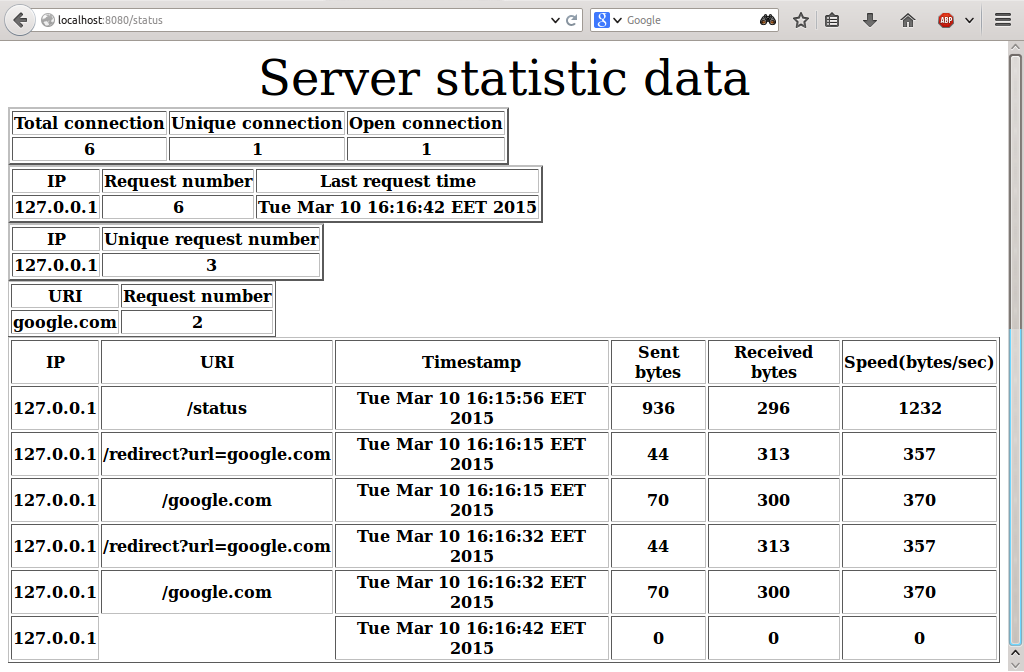 localhost:8080/status
Google
ABP
Server statistic data
Total connection Unique connection Open connection
6 1 1
IP Request number Last request time
127.0.0.1 6 Tue Mar 10 16:16:42 EET 2015
IP Unique request number
127.0.0.1 3
URI Request number
google.com 2
IP URI Timestamp Sent bytes Received bytes Speed(bytes/sec)
127.0.0.1 /status Tue Mar 10 16:15:56 EET 2015 936 296 1232
127.0.0.1 /redirect?url=google.com Tue Mar 10 16:16:15 EET 2015 44 313 357
127.0.0.1 /google.com Tue Mar 10 16:16:15 EET 2015 70 300 370
127.0.0.1 /redirect?url=google.com Tue Mar 10 16:16:32 EET 2015 44 313 357
127.0.0.1 /google.com Tue Mar 10 16:16:32 EET 2015 70 300 370
127.0.0.1 Tue Mar 10 16:16:42 EET 2015 0 0 0